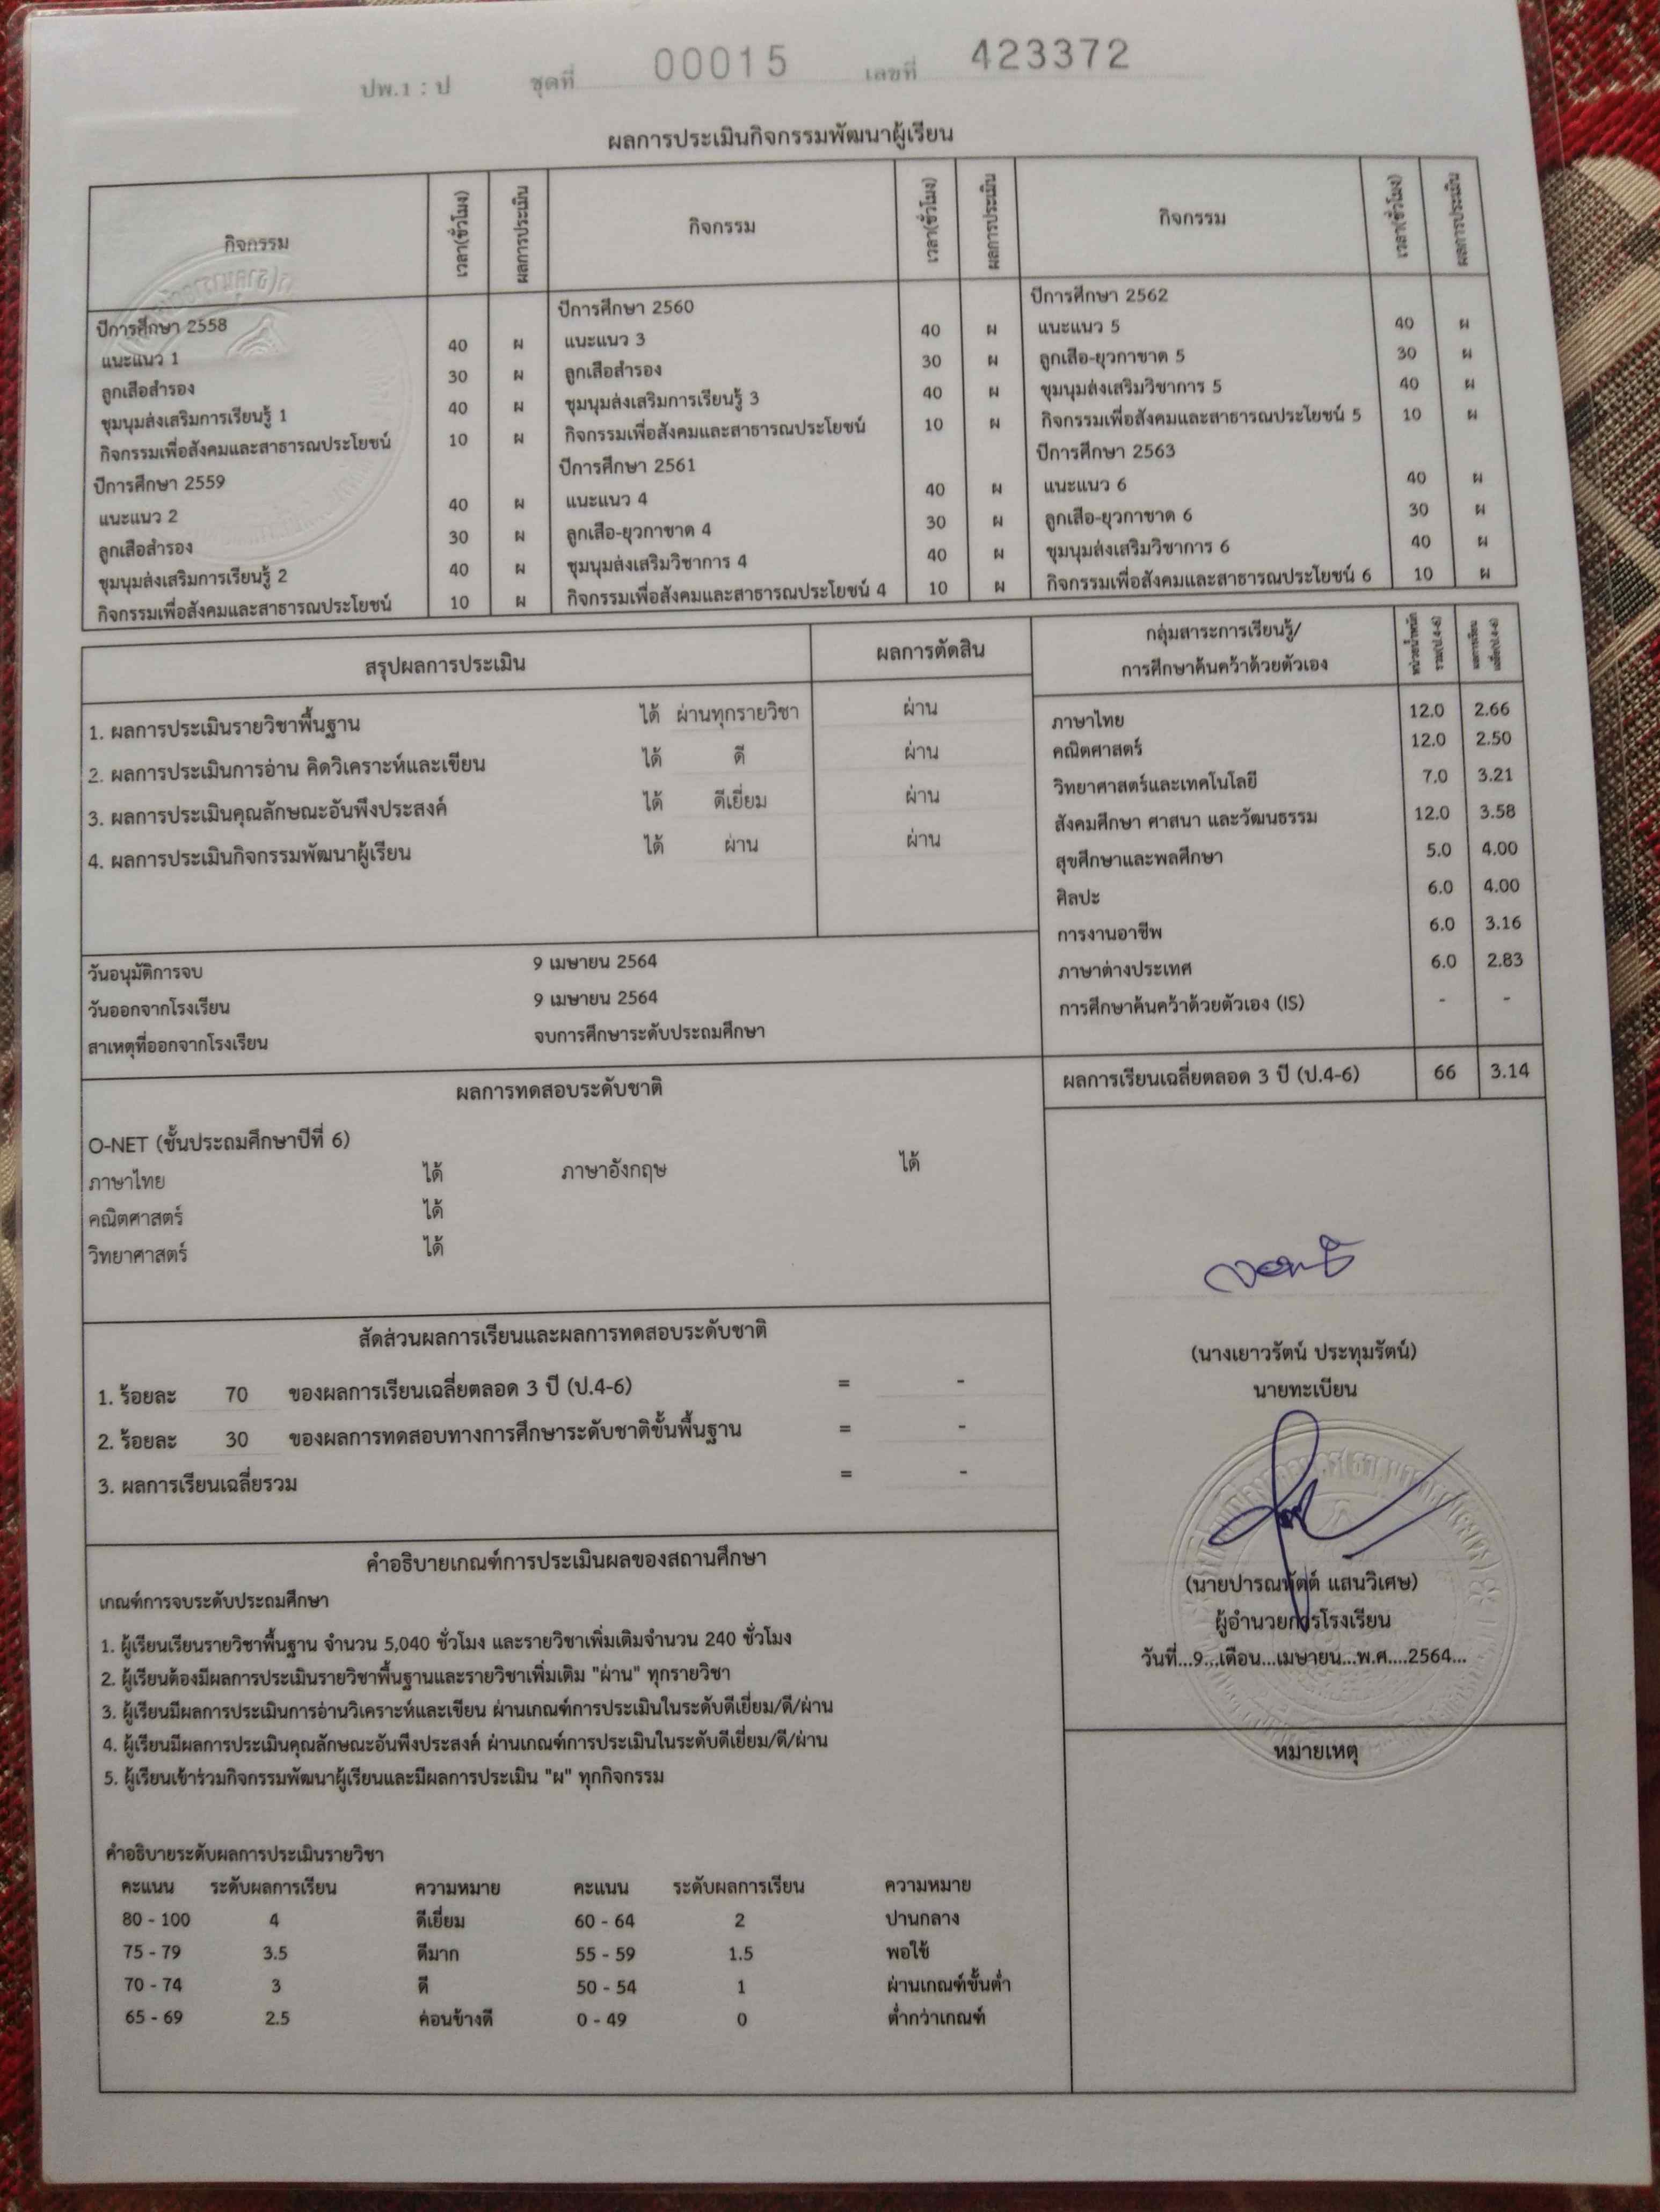 ปพ.1 : ป ชุดที่ 00015 เลขที่ 423372
ผลการประเมินกิจกรรมพัฒนาผู้เรียน
กิจกรรม เวลา(ชั่วโมง) ผลการประเมิน กิจกรรม เวลา(ชั่วโมง) ผลการประเมิน กิจกรรม เวลา(ชั่วโมง) ผลการประเมิน
ปีการศึกษา 2558 ปีการศึกษา 2560 ปีการศึกษา 2562
แนะแนว 1 40 ผ แนะแนว 3 40 ผ แนะแนว 5 40 ผ
ลูกเสือสำรอง 30 ผ ลูกเสือสำรอง 30 ผ ลูกเสือ-ยุวกาชาด 5 30 ผ
ชุมนุมส่งเสริมการเรียนรู้ 1 40 ผ ชุมนุมส่งเสริมการเรียนรู้ 3 40 ผ ชุมนุมส่งเสริมวิชาการ 5 40 ผ
กิจกรรมเพื่อสังคมและสาธารณประโยชน์ 10 ผ กิจกรรมเพื่อสังคมและสาธารณประโยชน์ 10 ผ กิจกรรมเพื่อสังคมและสาธารณประโยชน์ 5 10 ผ
ปีการศึกษา 2559 ปีการศึกษา 2561 ปีการศึกษา 2563
แนะแนว 2 40 ผ แนะแนว 4 40 ผ แนะแนว 6 40 ผ
ลูกเสือสำรอง 30 ผ ลูกเสือ-ยุวกาชาด 4 30 ผ ลูกเสือ-ยุวกาชาด 6 30 ผ
ชุมนุมส่งเสริมการเรียนรู้ 2 40 ผ ชุมนุมส่งเสริมวิชาการ 4 40 ผ ชุมนุมส่งเสริมวิชาการ 6 40 ผ
กิจกรรมเพื่อสังคมและสาธารณประโยชน์ 10 ผ กิจกรรมเพื่อสังคมและสาธารณประโยชน์ 4 10 ผ กิจกรรมเพื่อสังคมและสาธารณประโยชน์ 6 10 ผ
สรุปผลการประเมิน ผลการตัดสิน
1. ผลการประเมินรายวิชาพื้นฐาน ได้ ผ่านทุกรายวิชา ผ่าน
2. ผลการประเมินการอ่าน คิดวิเคราะห์และเขียน ได้ ดี ผ่าน
3. ผลการประเมินคุณลักษณะอันพึงประสงค์ ได้ ดีเยี่ยม ผ่าน
4. ผลการประเมินกิจกรรมพัฒนาผู้เรียน ได้ ผ่าน ผ่าน
วันอนุมัติการจบ 9 เมษายน 2564
วันออกจากโรงเรียน 9 เมษายน 2564
สาเหตุที่ออกจากโรงเรียน จบการศึกษาระดับประถมศึกษา
กลุ่มสาระการเรียนรู้/
การศึกษาค้นคว้าด้วยตัวเอง
หน่วยน้ำหนัก
รวม(ป.4-6)
ผลการเรียน
เฉลี่ย(ป.4-6)
ภาษาไทย 12.0 2.66
คณิตศาสตร์ 12.0 2.50
วิทยาศาสตร์และเทคโนโลยี 7.0 3.21
สังคมศึกษา ศาสนา และวัฒนธรรม 12.0 3.58
สุขศึกษาและพลศึกษา 5.0 4.00
ศิลปะ 6.0 4.00
การงานอาชีพ 6.0 3.16
ภาษาต่างประเทศ 6.0 2.83
การศึกษาค้นคว้าด้วยตัวเอง (IS) - -
ผลการเรียนเฉลี่ยตลอด 3 ปี (ป.4-6) 66 3.14
ผลการทดสอบระดับชาติ
O-NET (ชั้นประถมศึกษาปีที่ 6)
ภาษาไทย ได้ ภาษาอังกฤษ ได้
คณิตศาสตร์ ได้
วิทยาศาสตร์ ได้
สัดส่วนผลการเรียนและผลการทดสอบระดับชาติ
1. ร้อยละ 70 ของผลการเรียนเฉลี่ยตลอด 3 ปี (ป.4-6) = -
2. ร้อยละ 30 ของผลการทดสอบทางการศึกษาระดับชาติขั้นพื้นฐาน = -
3. ผลการเรียนเฉลี่ยรวม = -
(นางเยาวรัตน์ ประทุมรัตน์)
นายทะเบียน
(นายปารณทัตต์ แสนวิเศษ)
ผู้อำนวยการโรงเรียน
วันที่...9...เดือน...เมษายน...พ.ศ....2564...
หมายเหตุ
คำอธิบายเกณฑ์การประเมินผลของสถานศึกษา
เกณฑ์การจบระดับประถมศึกษา
1. ผู้เรียนเรียนรายวิชาพื้นฐาน จำนวน 5,040 ชั่วโมง และรายวิชาเพิ่มเติมจำนวน 240 ชั่วโมง
2. ผู้เรียนต้องมีผลการประเมินรายวิชาพื้นฐานและรายวิชาเพิ่มเติม "ผ่าน" ทุกรายวิชา
3. ผู้เรียนมีผลการประเมินการอ่านวิเคราะห์และเขียน ผ่านเกณฑ์การประเมินในระดับดีเยี่ยม/ดี/ผ่าน
4. ผู้เรียนมีผลการประเมินคุณลักษณะอันพึงประสงค์ ผ่านเกณฑ์การประเมินในระดับดีเยี่ยม/ดี/ผ่าน
5. ผู้เรียนเข้าร่วมกิจกรรมพัฒนาผู้เรียนและมีผลการประเมิน "ผ" ทุกกิจกรรม
คำอธิบายระดับผลการประเมินรายวิชา
คะแนน ระดับผลการเรียน ความหมาย คะแนน ระดับผลการเรียน ความหมาย
80 - 100 4 ดีเยี่ยม 60 - 64 2 ปานกลาง
75 - 79 3.5 ดีมาก 55 - 59 1.5 พอใช้
70 - 74 3 ดี 50 - 54 1 ผ่านเกณฑ์ขั้นต่ำ
65 - 69 2.5 ค่อนข้างดี 0 - 49 0 ต่ำกว่าเกณฑ์